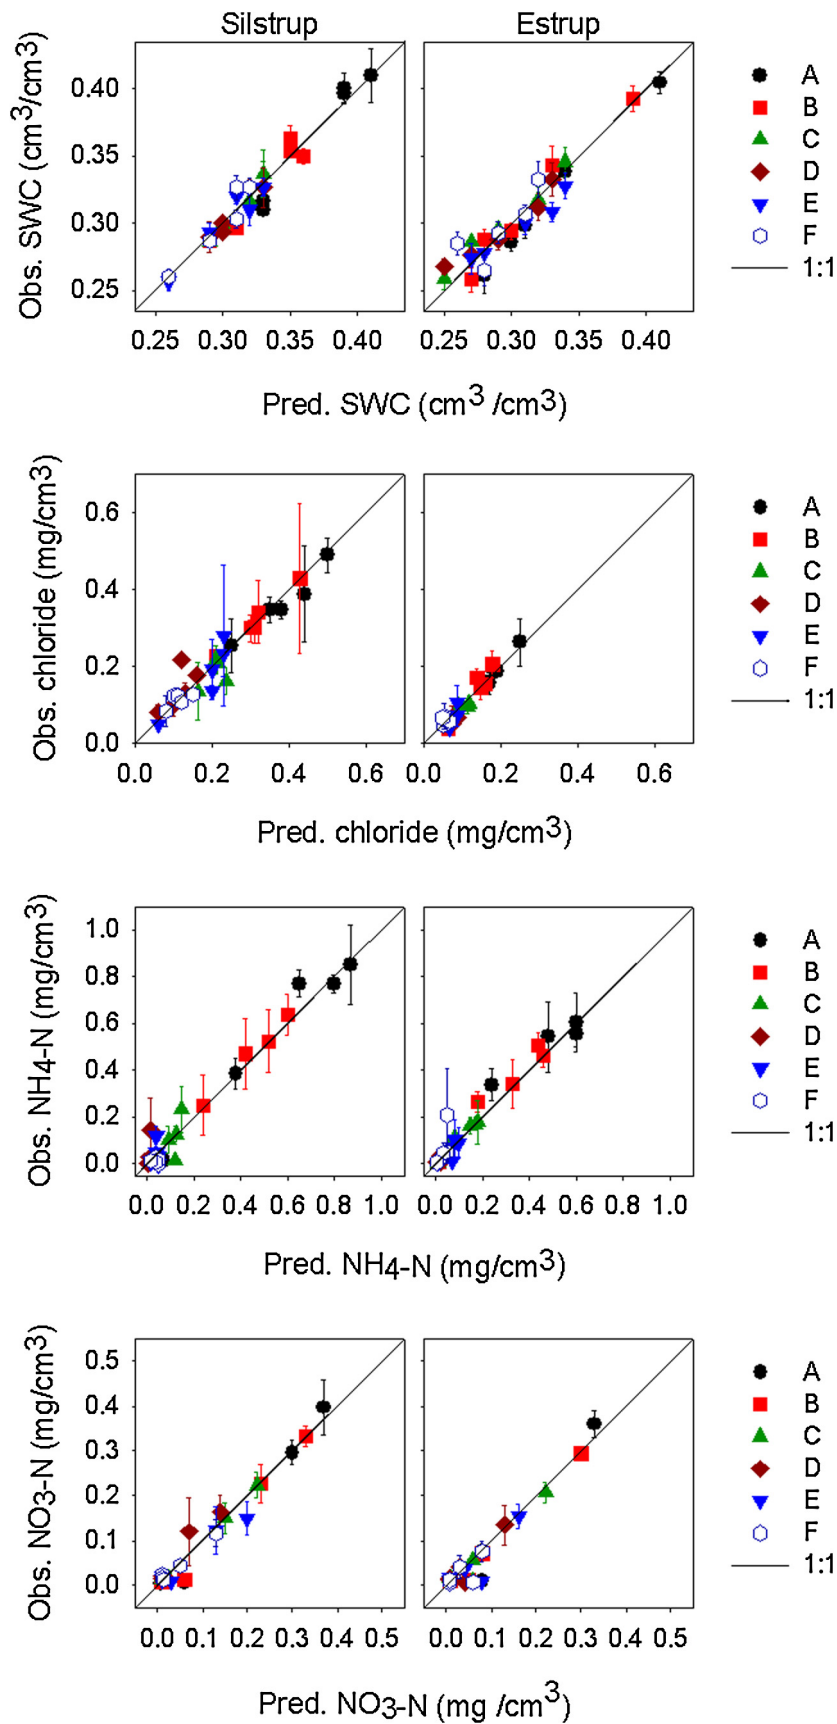 Silstrup Estrup
Obs. SWC (cm3/cm3)
0.40
0.35
0.30
0.25
A
B
C
D
E
F
1:1
0.25 0.30 0.35 0.40 0.25 0.30 0.35 0.40
Pred. SWC (cm3 /cm3)
Obs. chloride (mg/cm3)
0.6
0.4
0.2
0.0
A
B
C
D
E
F
1:1
0.0 0.2 0.4 0.6 0.0 0.2 0.4 0.6
Pred. chloride (mg/cm3)
Obs. NH4-N (mg/cm3)
1.0
0.8
0.6
0.4
0.2
0.0
A
B
C
D
E
F
1:1
0.0 0.2 0.4 0.6 0.8 1.0 0.0 0.2 0.4 0.6 0.8 1.0
Pred. NH4-N (mg/cm3)
Obs. NO3-N (mg/cm3)
0.5
0.4
0.3
0.2
0.1
0.0
A
B
C
D
E
F
1:1
0.0 0.1 0.2 0.3 0.4 0.5 0.0 0.1 0.2 0.3 0.4 0.5
Pred. NO3-N (mg /cm3)